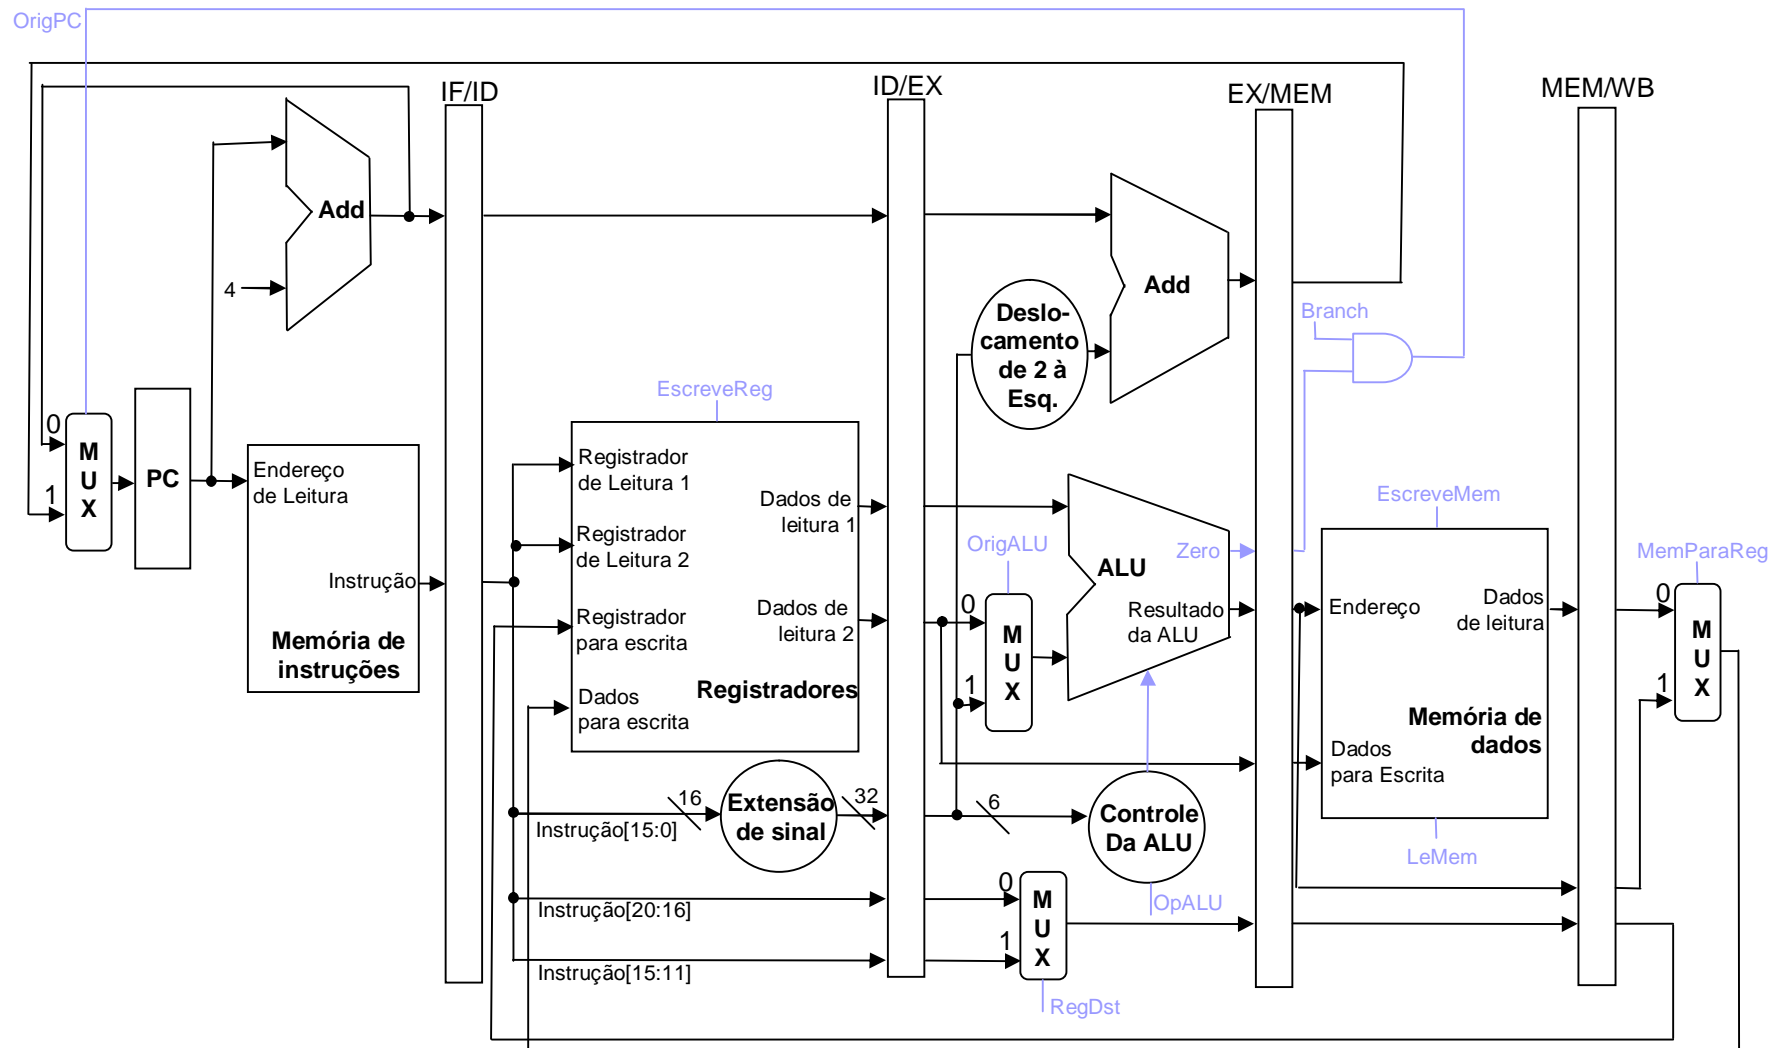 OrigPC
IF/ID
ID/EX
EX/MEM
MEM/WB
Add
4
Add
Deslo-
camento
de 2 à
Esq.
Branch
EscreveReg
0
1
M
U
X
PC
Endereço
de Leitura
Instrução
Memória de
instruções
Registrador
de Leitura 1
Registrador
de Leitura 2
Registrador
para escrita
Dados
para escrita
Dados de
leitura 1
Dados de
leitura 2
Registradores
OrigALU
0
1
M
U
X
ALU
Zero
Resultado
da ALU
EscreveMem
Endereço
Dados
de leitura
Memória de
dados
Dados
para Escrita
LeMem
MemParaReg
0
1
M
U
X
16
Extensão
de sinal
32
6
Controle
Da ALU
OpALU
Instrução[15:0]
Instrução[20:16]
Instrução[15:11]
0
1
M
U
X
RegDst